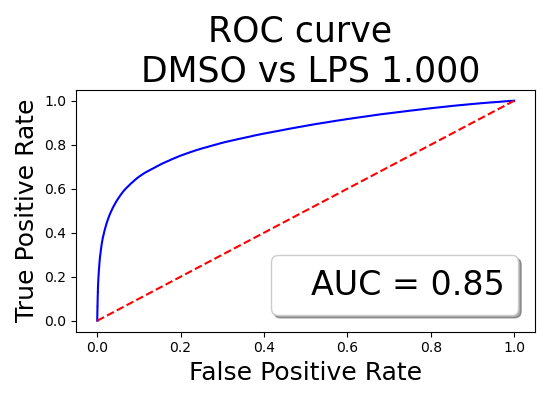 ROC curve
DMSO vs LPS 1.000
True Positive Rate
1.0
0.8
0.6
0.4
0.2
0.0
AUC = 0.85
0.0 0.2 0.4 0.6 0.8 1.0
False Positive Rate